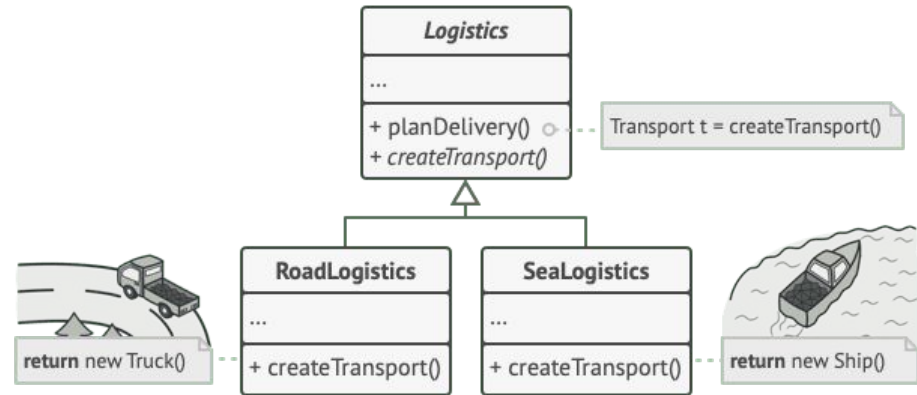 Logistics
...
+ planDelivery()
+ createTransport()
Transport t = createTransport()
RoadLogistics
...
+ createTransport()
return new Truck()
SeaLogistics
...
+ createTransport()
return new Ship()